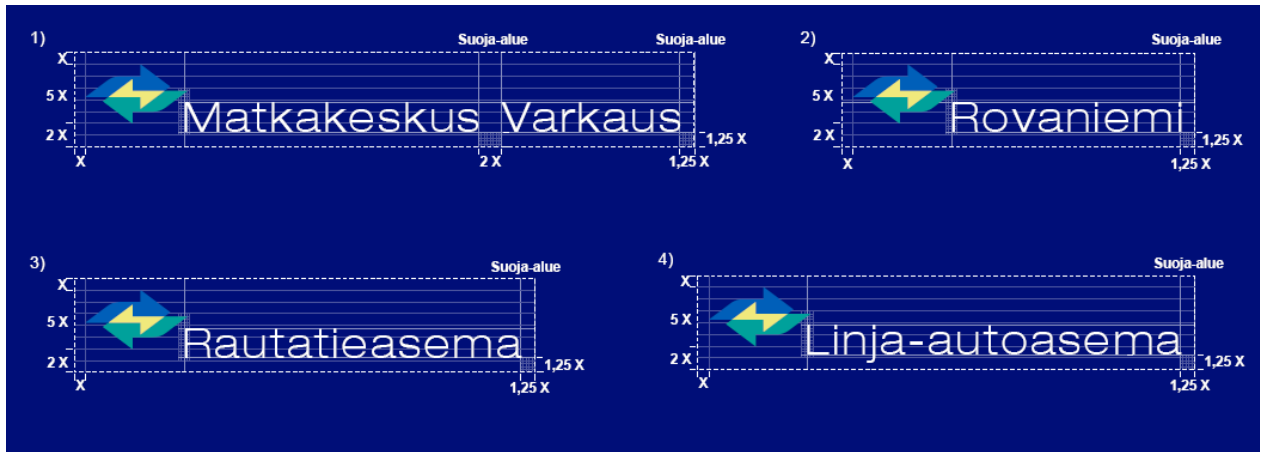 1)
Suoja-alue
Suoja-alue
X
5 X
2 X
Matkakeskus Varkaus
1,25 X
X
2 X
1,25 X
2)
Suoja-alue
X
5 X
2 X
Rovaniemi
1,25 X
X
1,25 X
3)
Suoja-alue
X
5 X
2 X
Rautatieasema
1,25 X
X
1,25 X
4)
Suoja-alue
X
5 X
2 X
Linja-autoasema
1,25 X
X
1,25 X